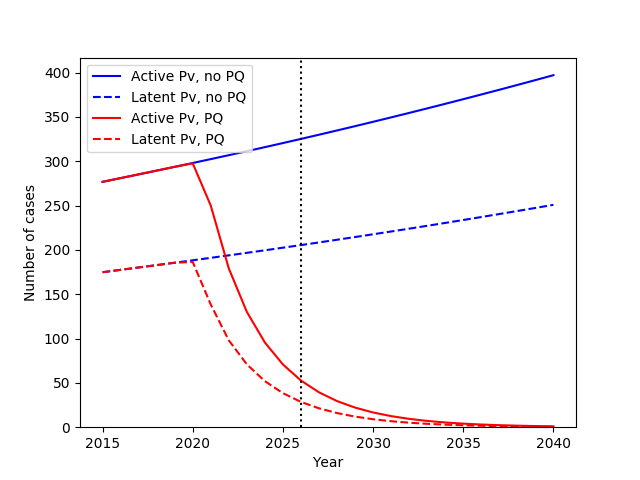 Active Pv, no PQ
Latent Pv, no PQ
Active Pv, PQ
Latent Pv, PQ
400
350
300
250
200
150
100
50
0
Number of cases
2015 2020 2025 2030 2035 2040
Year